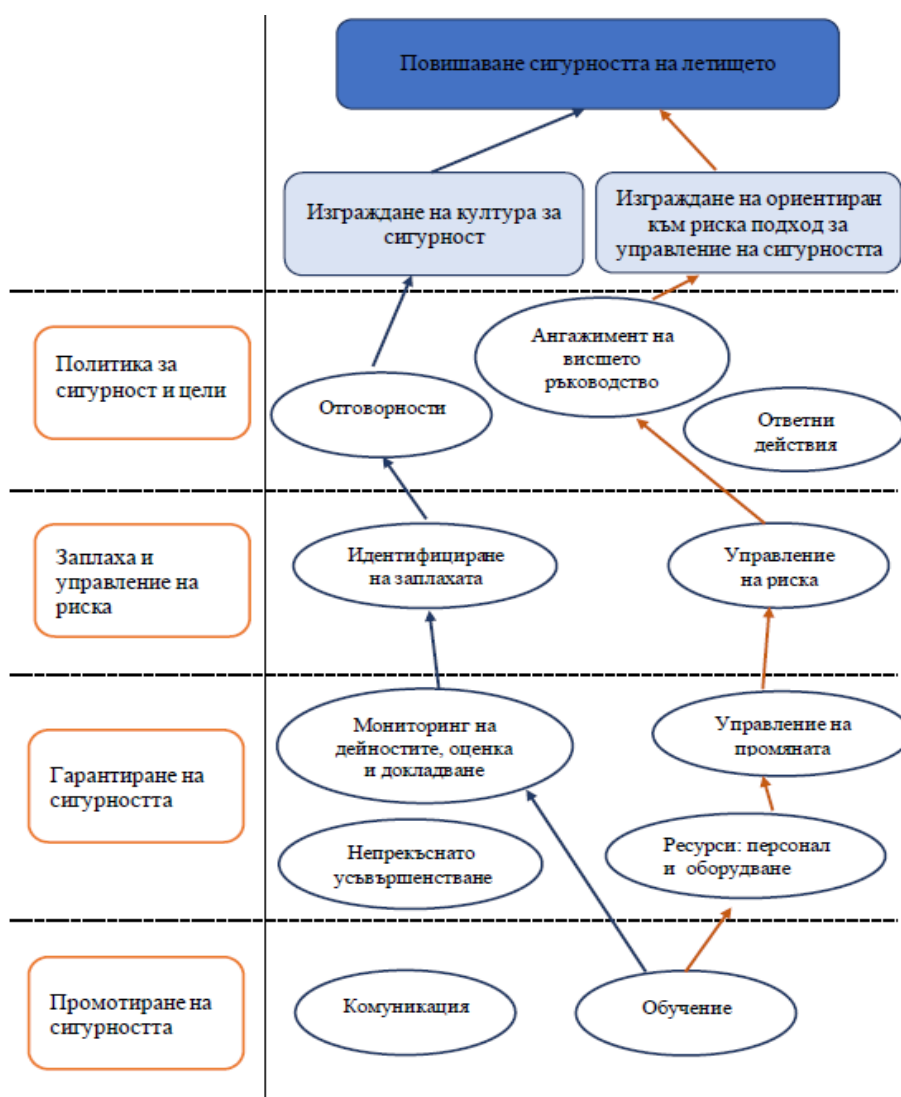 Повишаване сигурността на летището
Изграждане на култура за
сигурност
Изграждане на ориентиран
към риска подход за
управление на сигурността
Политика за
сигурност и цели
Ангажимент на
висшето
ръководство
Отговорности
Ответни
действия
Заплаха и
управление на
риска
Идентифициране
на заплахата
Управление
на риска
Гарантиране на
сигурността
Мониторинг на
дейностите, оценка
и докладване
Управление на
промяната
Непрекъснато
усъвършенстване
Ресурси: персонал
и оборудване
Промотиране на
сигурността
Комуникация
Обучение